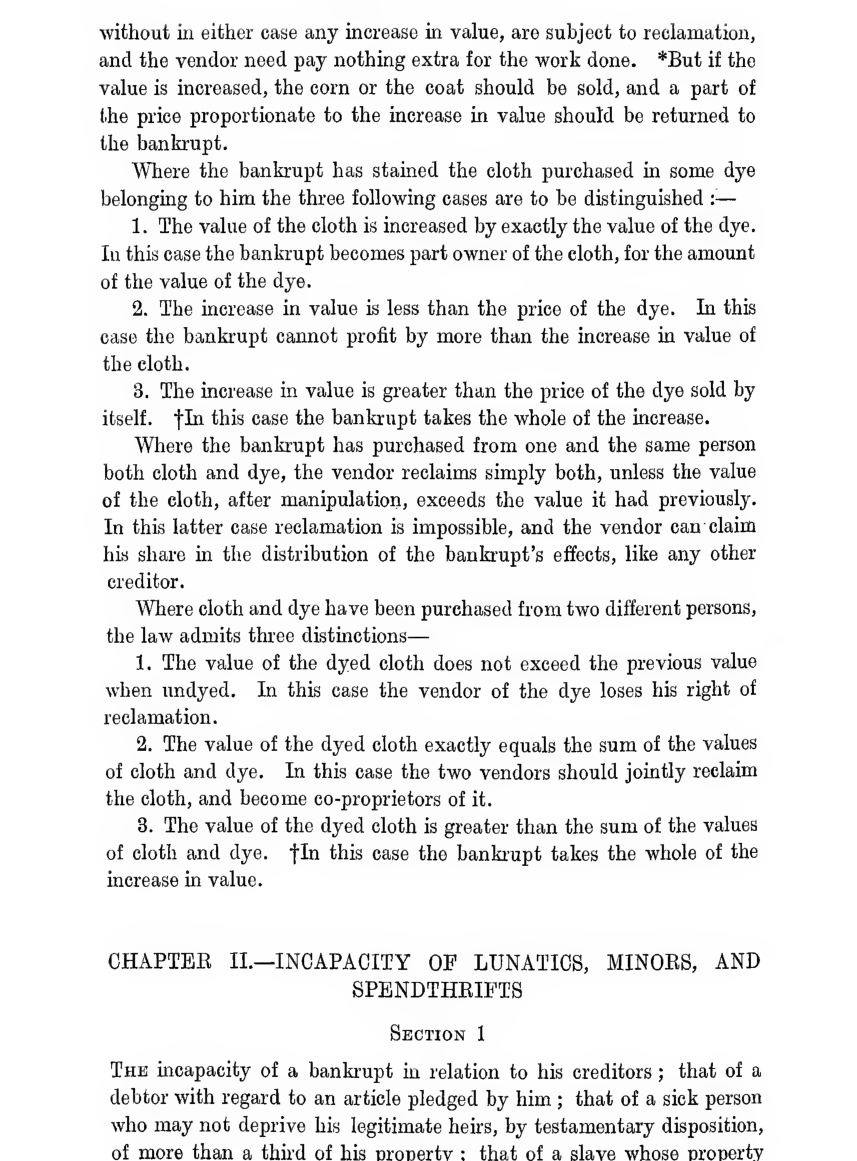 without in either case any increase in value, are subject to reclamation,
and the vendor need pay nothing extra for the work done. *But if the
value is increased, the corn or the coat should be sold, and a part of
the price proportionate to the increase in value should be returned to
the bankrupt.
Where the bankrupt has stained the cloth purchased in some dye
belonging to him the three following cases are to be distinguished :—
1. The value of the cloth is increased by exactly the value of the dye.
In this case the bankrupt becomes part owner of the cloth, for the amount
of the value of the dye.
2. The increase in value is less than the price of the dye. In this
case the bankrupt cannot profit by more than the increase in value of
the cloth.
3. The increase in value is greater than the price of the dye sold by
itself. †In this case the bankrupt takes the whole of the increase.
Where the bankrupt has purchased from one and the same person
both cloth and dye, the vendor reclaims simply both, unless the value
of the cloth, after manipulation, exceeds the value it had previously.
In this latter case reclamation is impossible, and the vendor can claim
his share in the distribution of the bankrupt's effects, like any other
creditor.
Where cloth and dye have been purchased from two different persons,
the law admits three distinctions—
1. The value of the dyed cloth does not exceed the previous value
when undyed. In this case the vendor of the dye loses his right of
reclamation.
2. The value of the dyed cloth exactly equals the sum of the values
of cloth and dye. In this case the two vendors should jointly reclaim
the cloth, and become co-proprietors of it.
3. The value of the dyed cloth is greater than the sum of the values
of cloth and dye. †In this case the bankrupt takes the whole of the
increase in value.
CHAPTER II.—INCAPACITY OF LUNATICS, MINORS, AND
SPENDTHRIFTS
SECTION 1
THE incapacity of a bankrupt in relation to his creditors ; that of a
debtor with regard to an article pledged by him ; that of a sick person
who may not deprive his legitimate heirs, by testamentary disposition,
of more than a third of his property ; that of a slave whose property